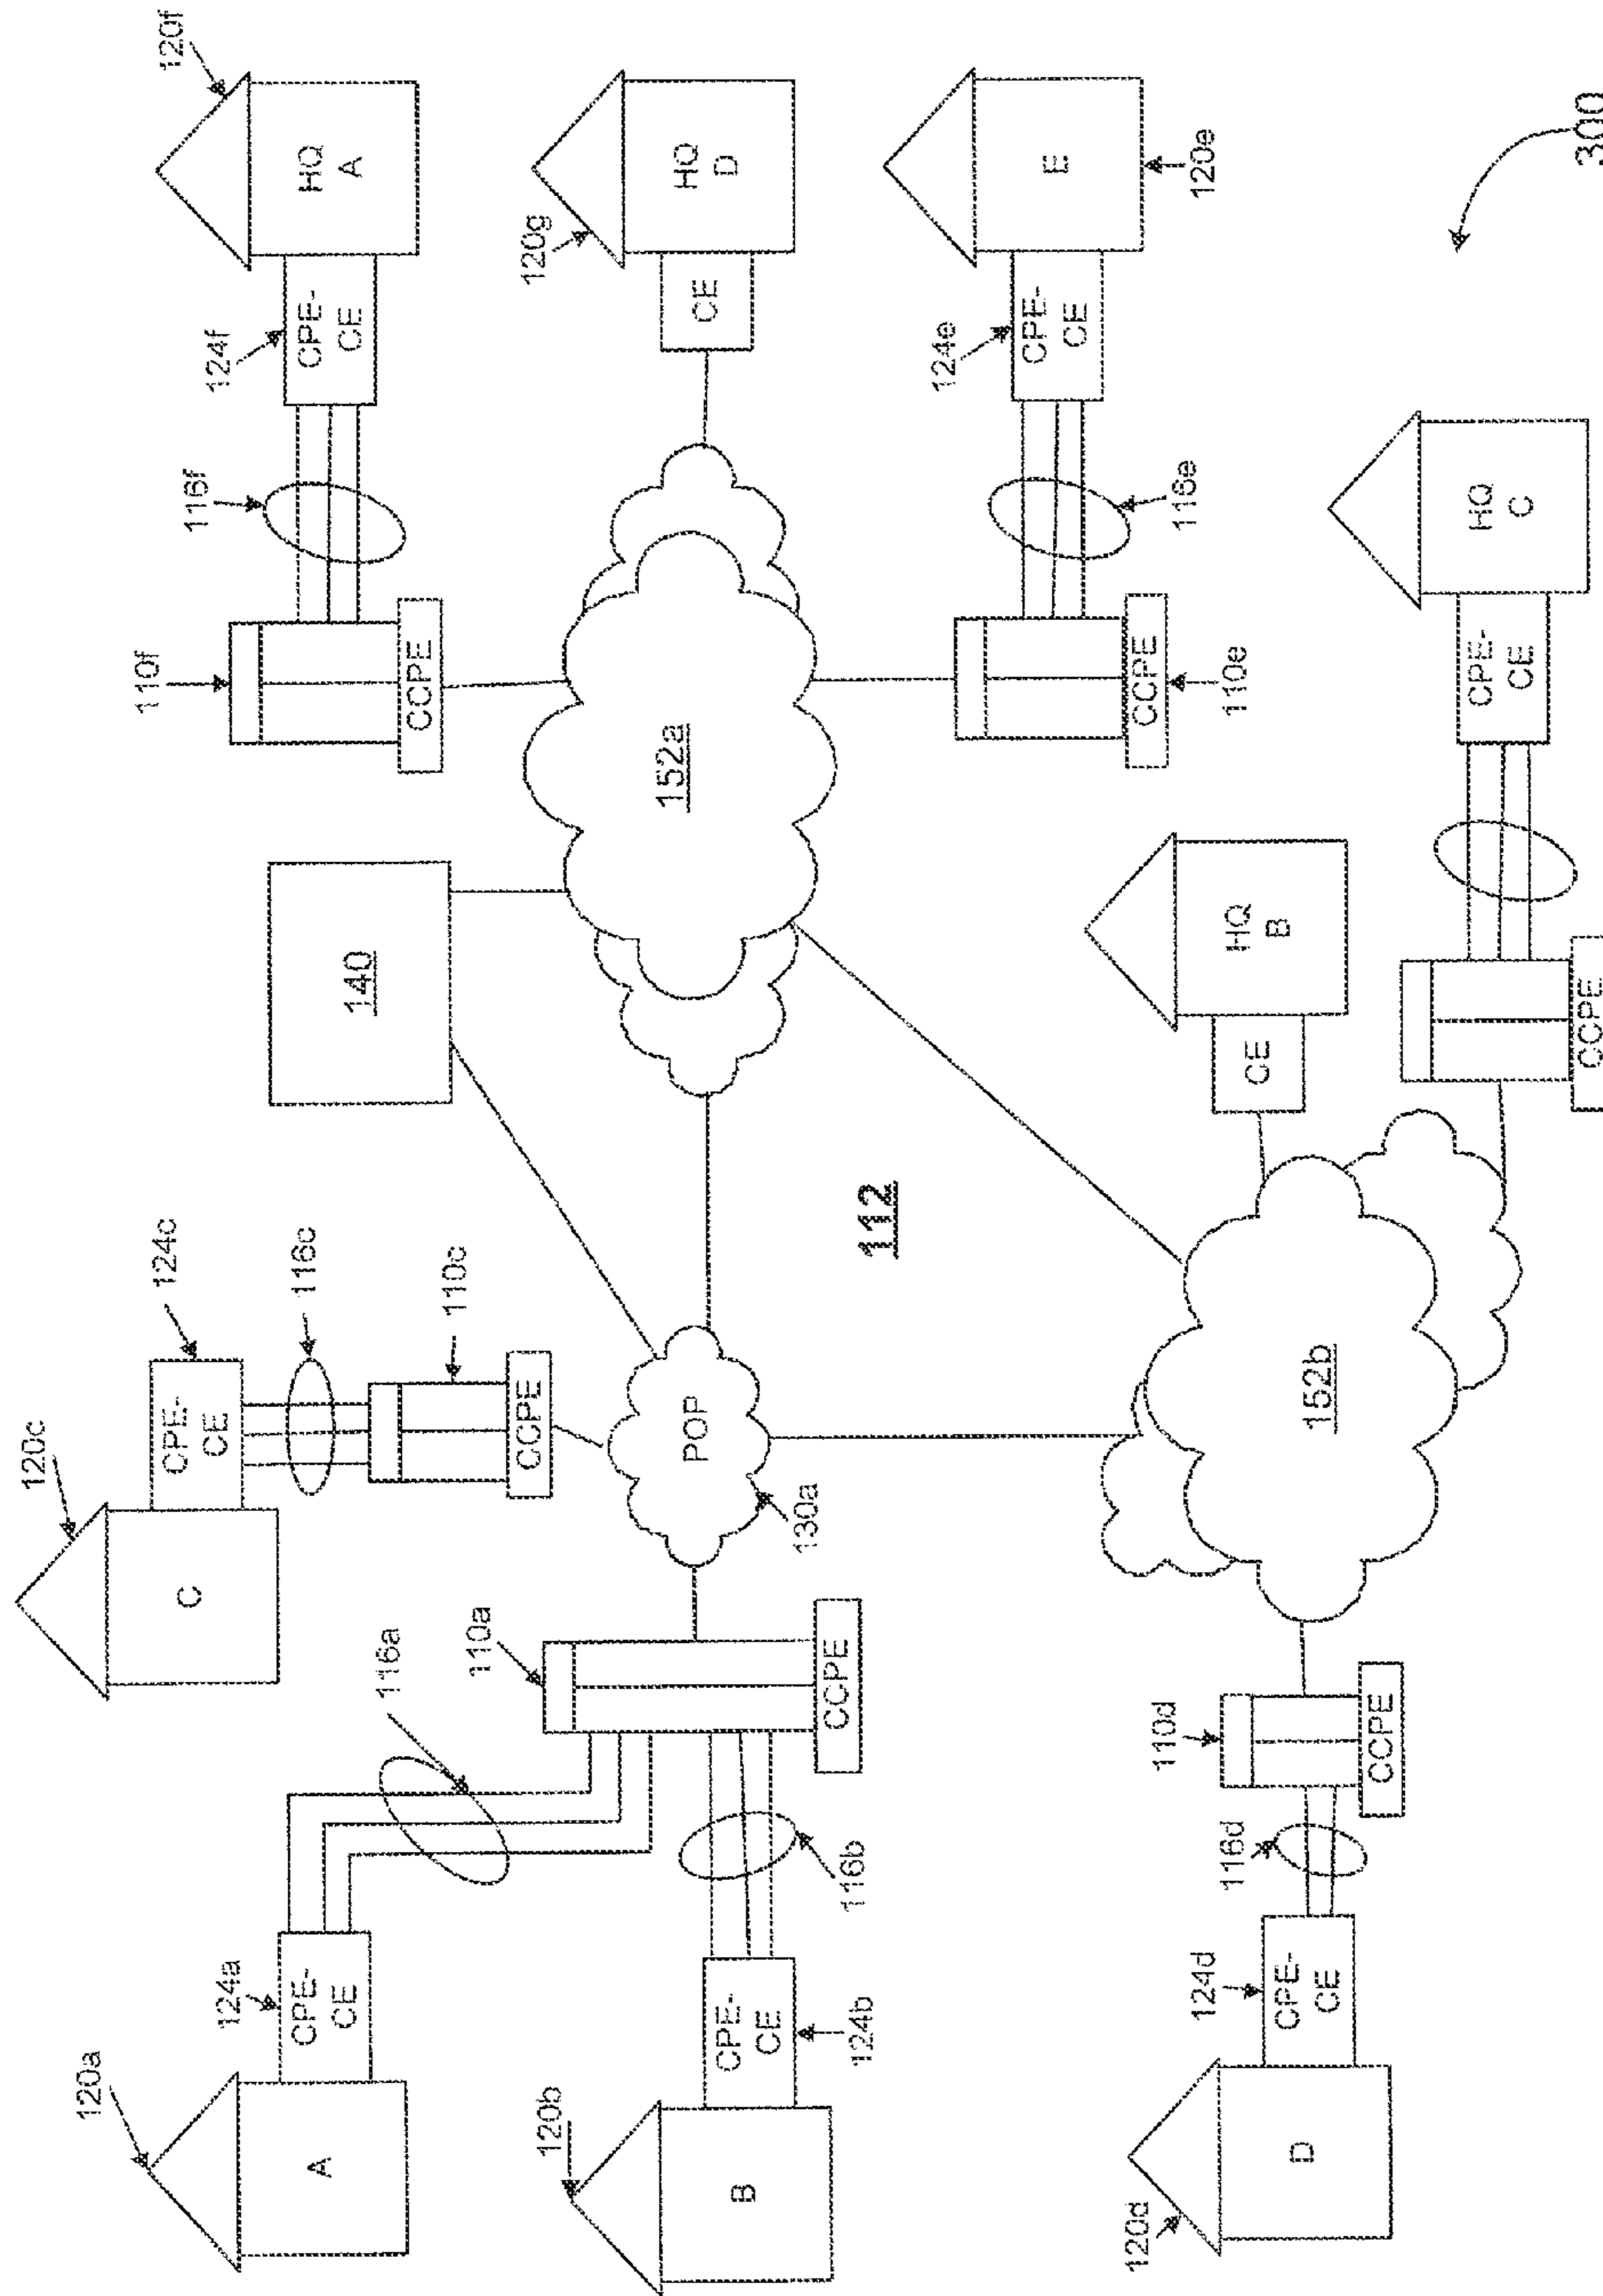 120c
124c
C
CPE-
CE
116c
110c
CCPE
120a
124a
A
CPE-
CE
116a
110a
CCPE
120b
B
CPE-
CE
124b
116b
POP
130a
140
112
110f
CCPE
116f
124f
CPE-
CE
120f
HQ
A
152a
CE
120g
HQ
D
110e
CCPE
116e
124e
CPE-
CE
E
120e
120d
D
124d
CPE-
CE
116d
110d
CCPE
152b
CE
HQ
B
CCPE
CPE-
CE
HQ
C
300